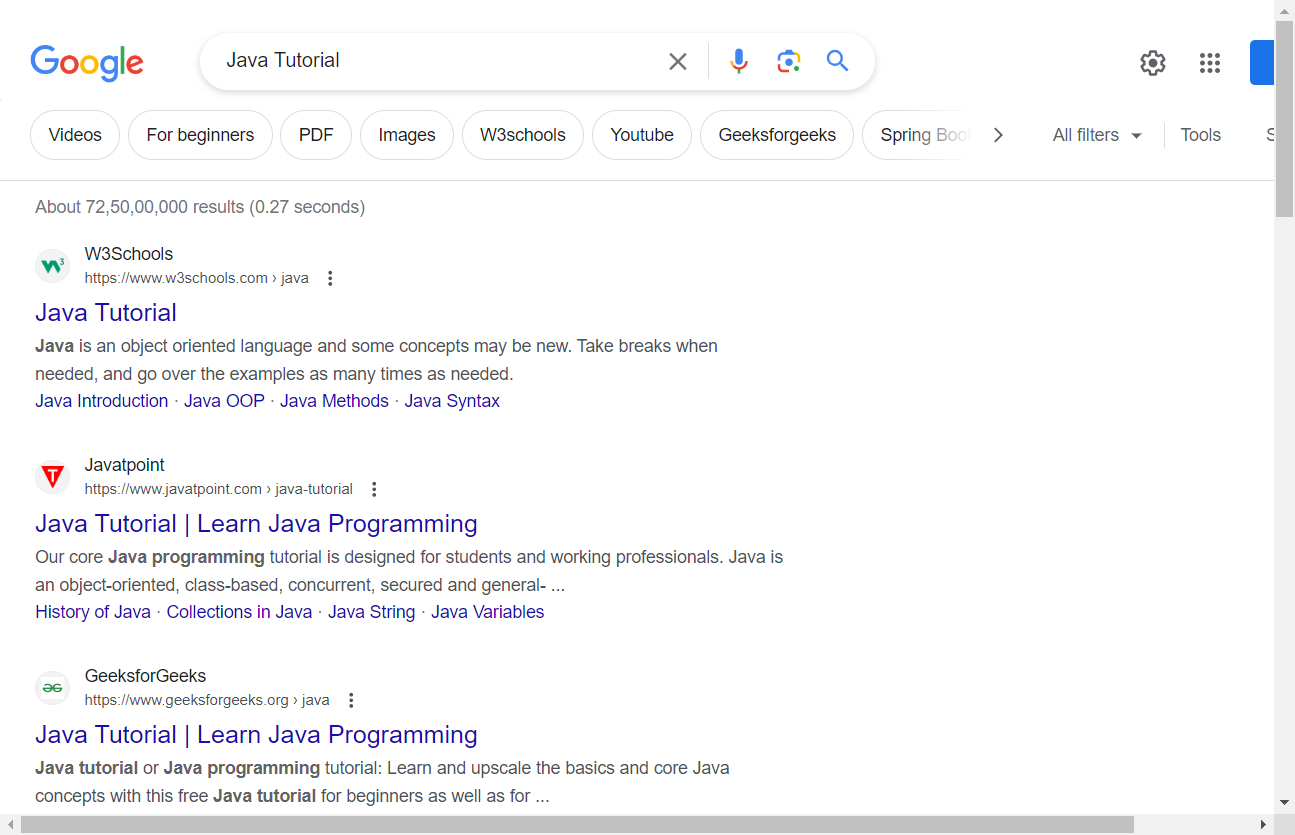 Google
Java Tutorial
Videos
For beginners
PDF
Images
W3schools
Youtube
Geeksforgeeks
Spring Boo
All filters
Tools
S
About 72,50,00,000 results (0.27 seconds)
W3Schools
https://www.w3schools.com › java
Java Tutorial
Java is an object oriented language and some concepts may be new. Take breaks when
needed, and go over the examples as many times as needed.
Java Introduction · Java OOP · Java Methods · Java Syntax
Javatpoint
https://www.javatpoint.com › java-tutorial
Java Tutorial | Learn Java Programming
Our core Java programming tutorial is designed for students and working professionals. Java is
an object-oriented, class-based, concurrent, secured and general- ...
History of Java · Collections in Java · Java String · Java Variables
GeeksforGeeks
https://www.geeksforgeeks.org › java
Java Tutorial | Learn Java Programming
Java tutorial or Java programming tutorial: Learn and upscale the basics and core Java
concepts with this free Java tutorial for beginners as well as for ...